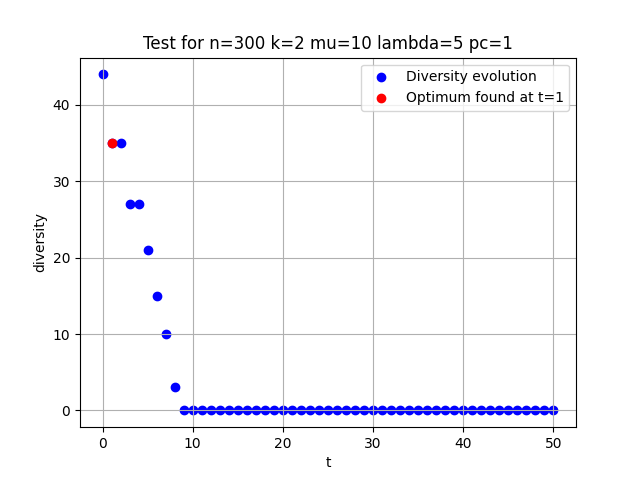 Test for n=300 k=2 mu=10 lambda=5 pc=1
Diversity evolution
Optimum found at t=1
diversity
40
30
20
10
0
0 10 20 30 40 50
t